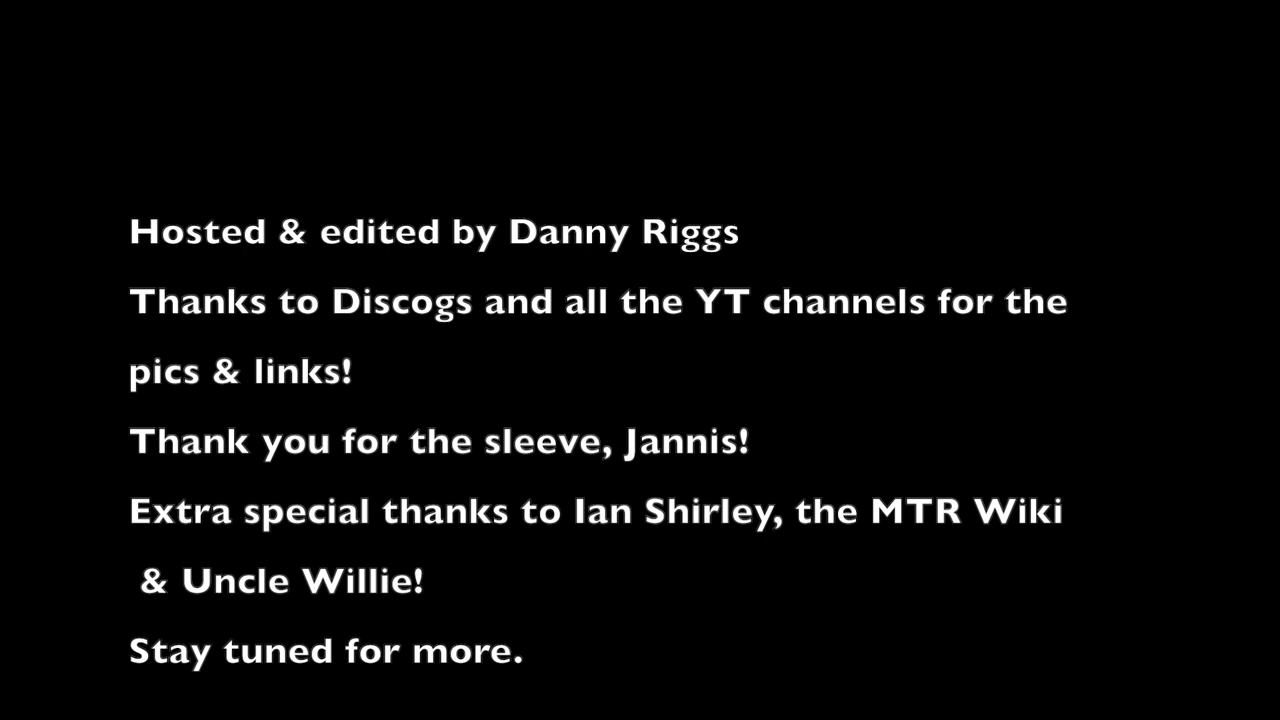 Hosted & edited by Danny Riggs
Thanks to Discogs and all the YT channels for the
pics & links!
Thank you for the sleeve, Jannis!
Extra special thanks to Ian Shirley, the MTR Wiki
& Uncle Willie!
Stay tuned for more.